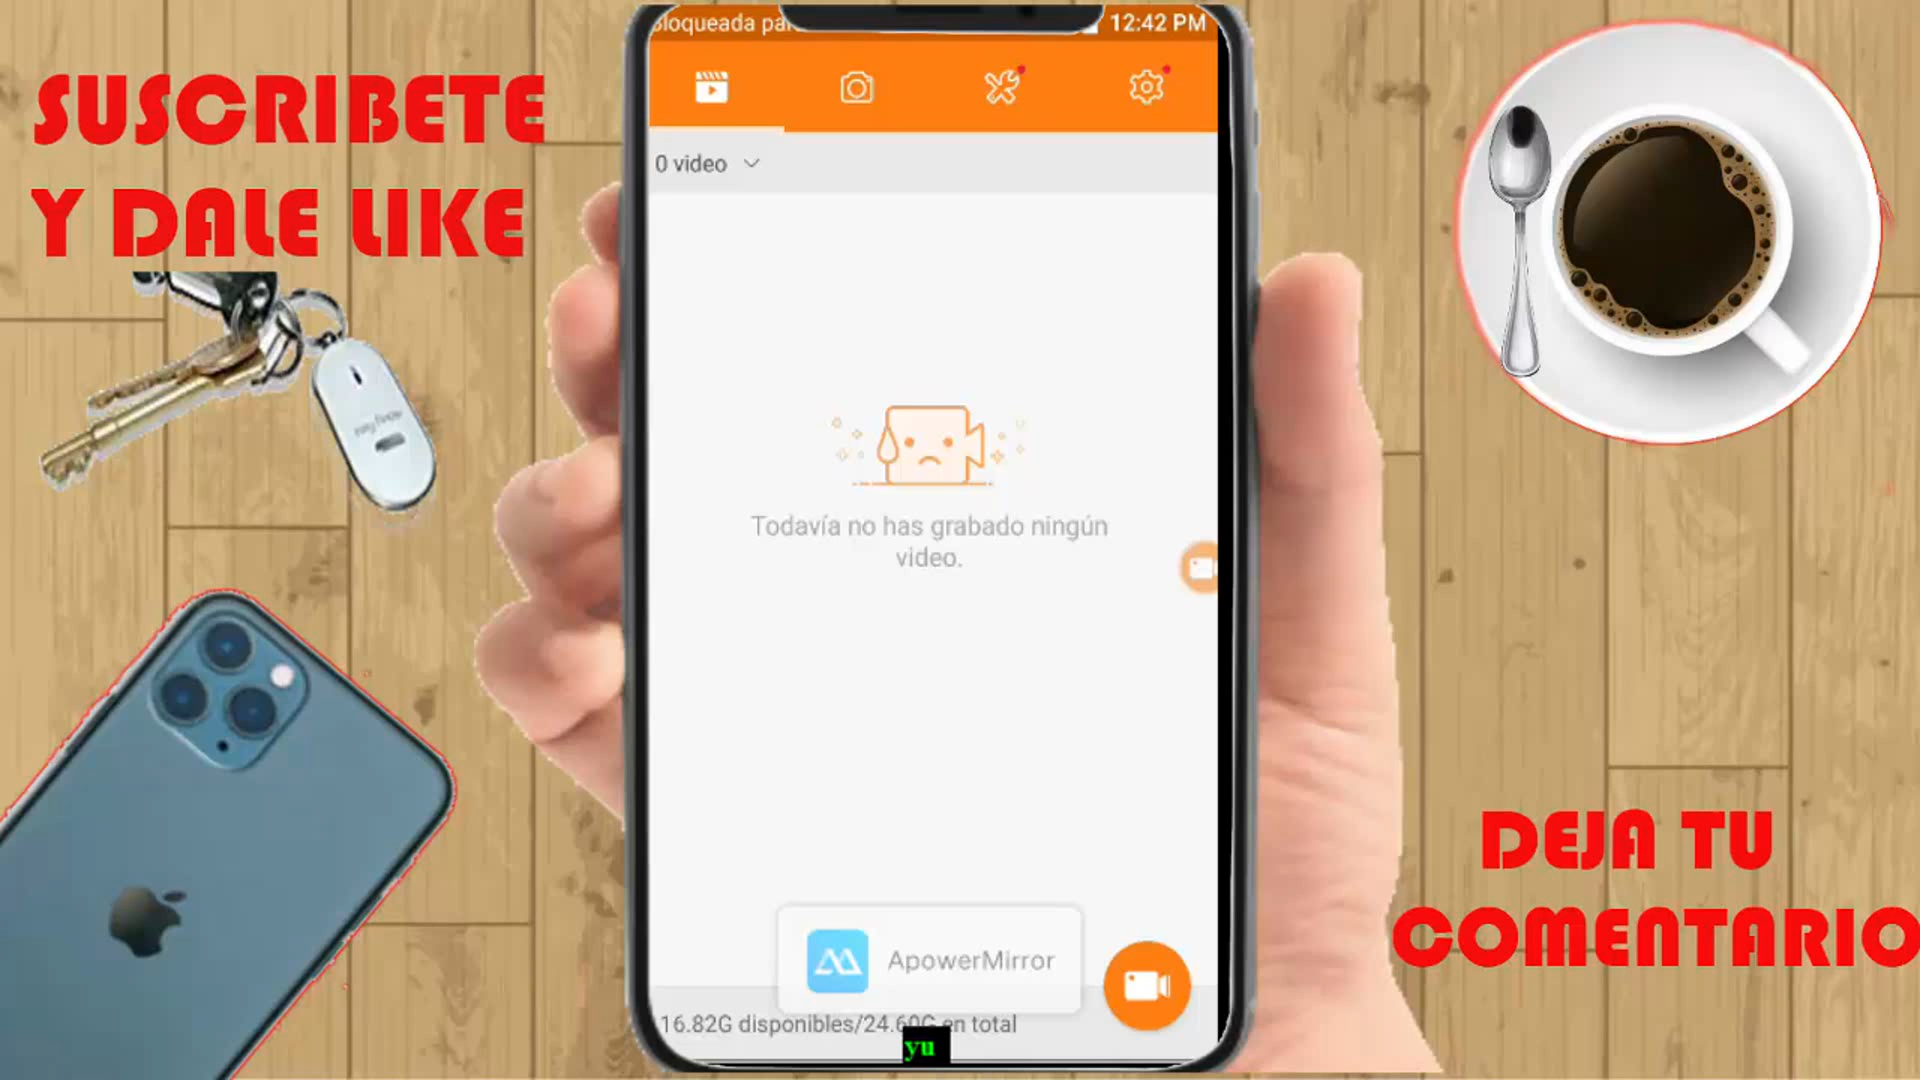 SUSCRIBETE
Y DALE LIKE
12:42 PM
0 video
Todavía no has grabado ningún
video.
ApowerMirror
16.82G disponibles/24.60G en total
yu
DEJA TU
COMENTARIO